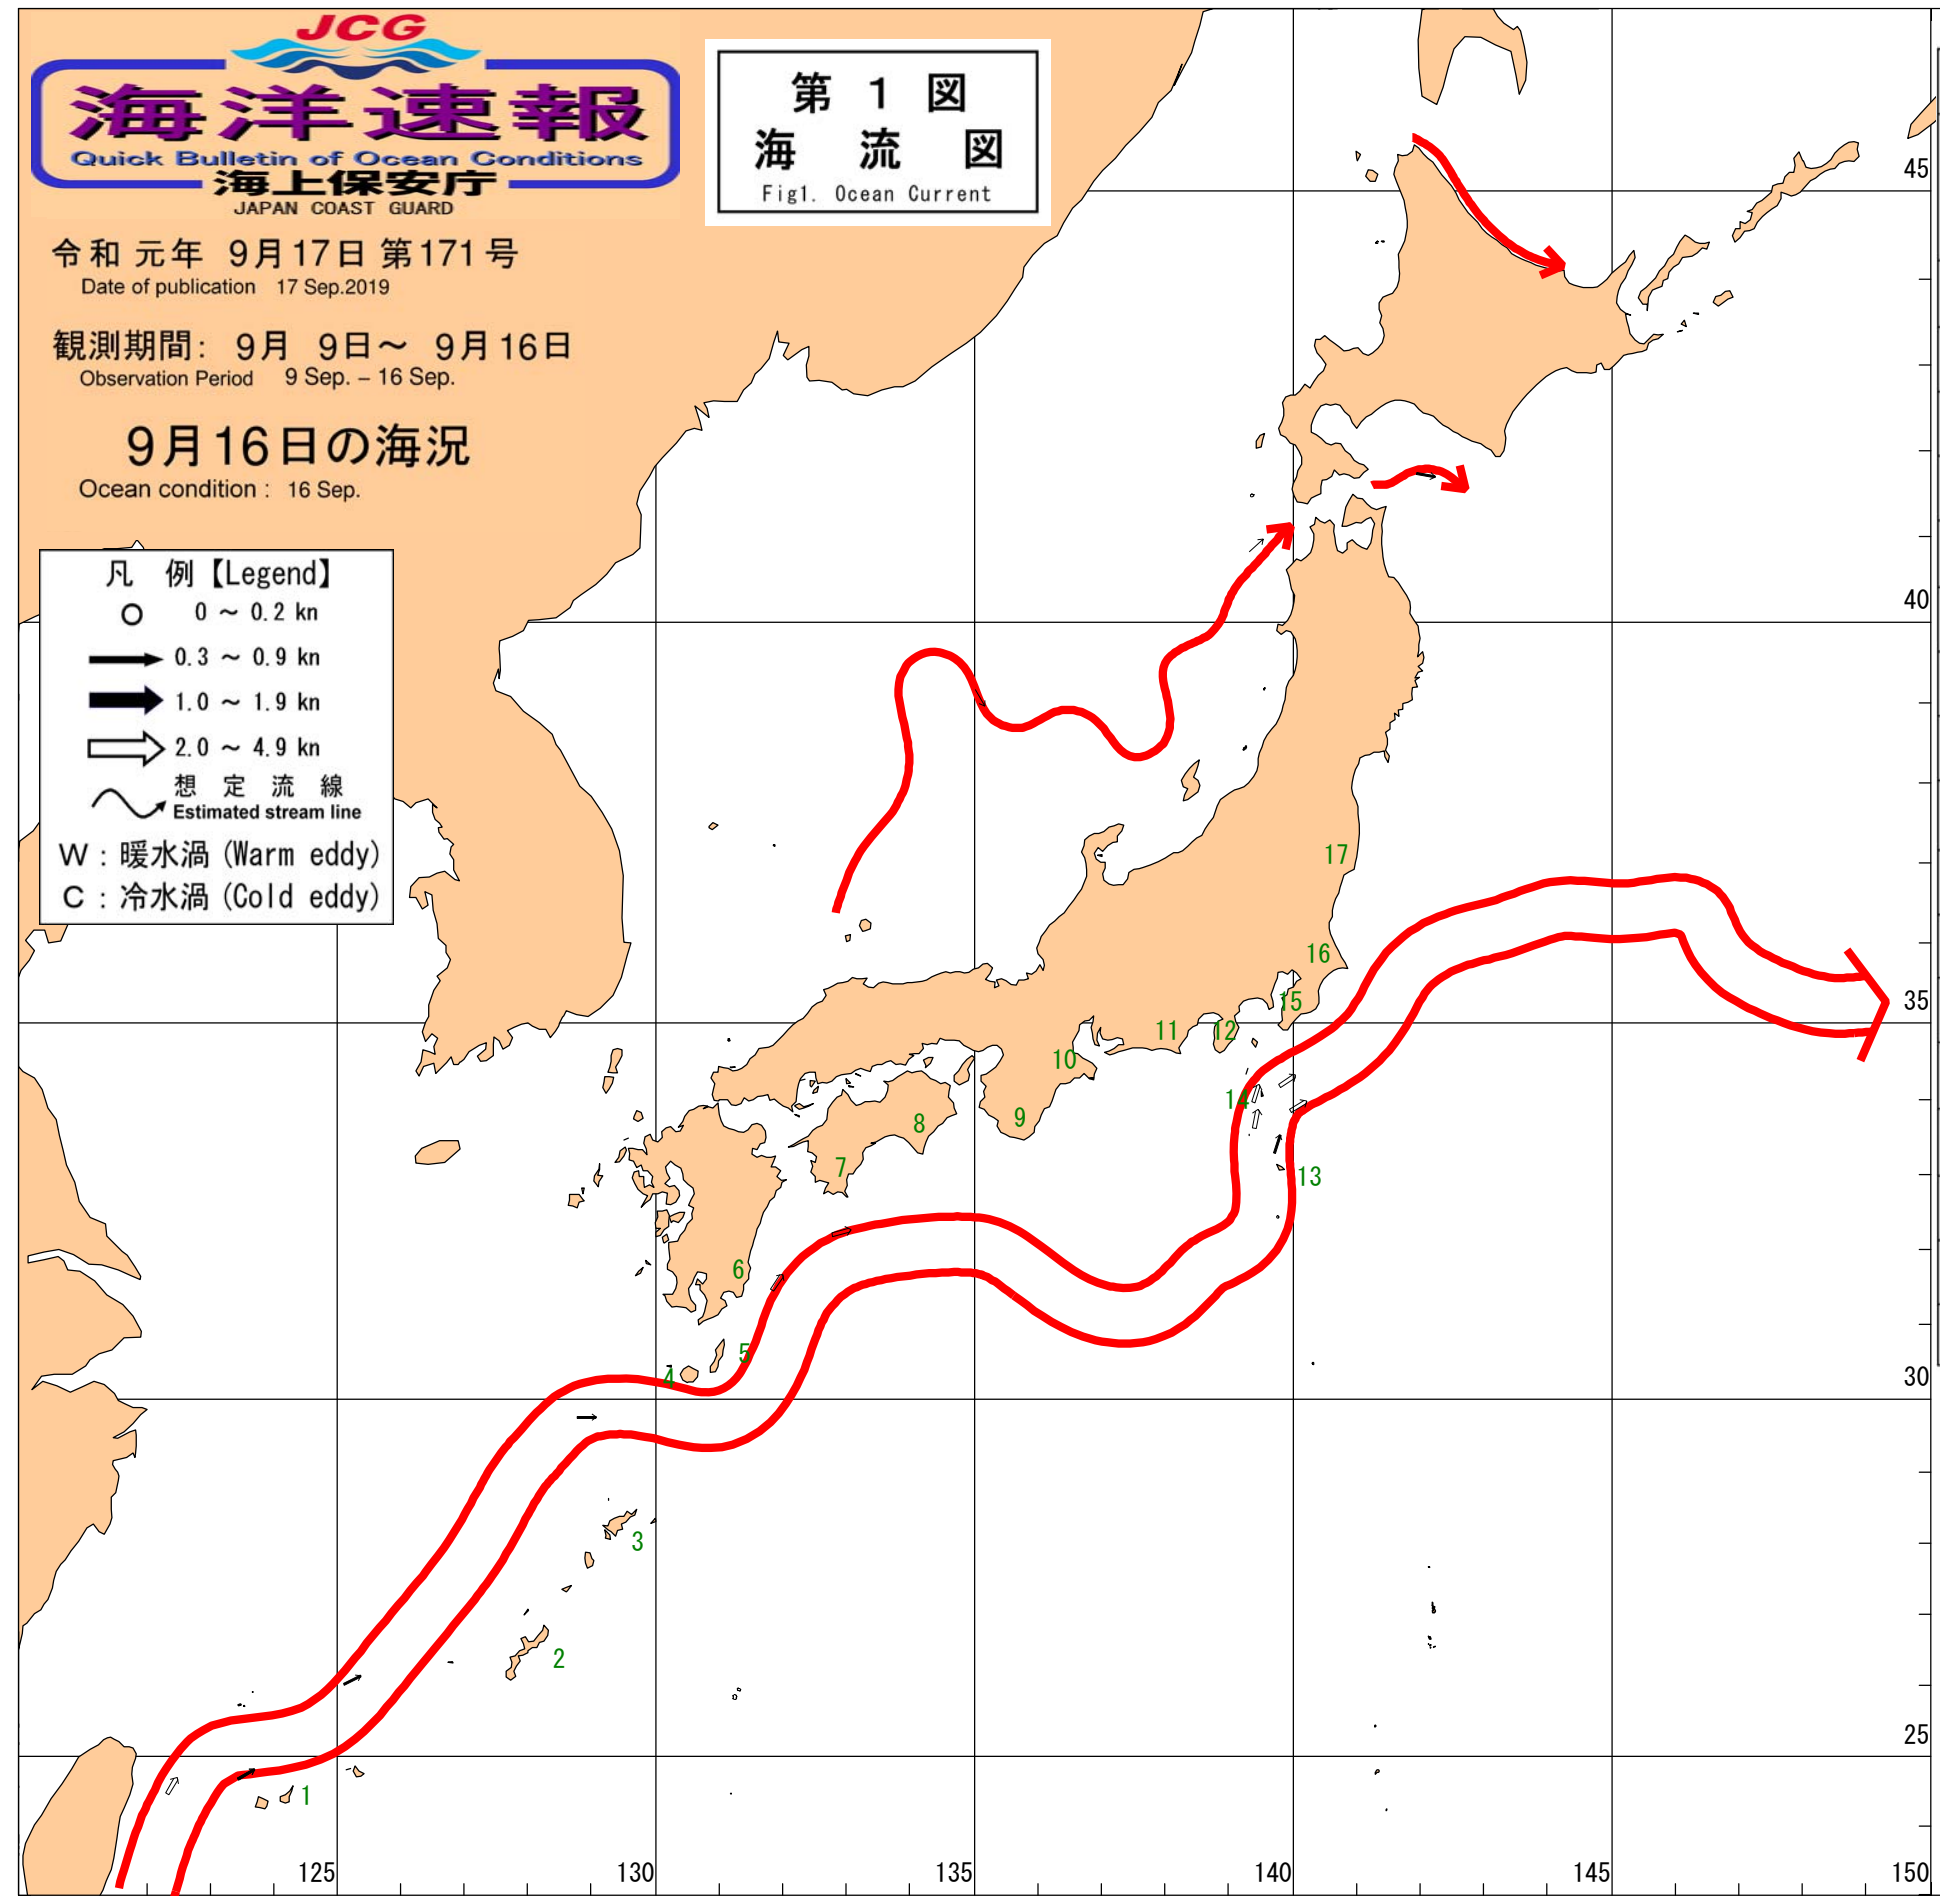 JCG
海洋速報
Quick Bulletin of Ocean Conditions
海上保安庁
JAPAN COAST GUARD
第 1 図
海 流 図
Fig1. Ocean Current
令和 元年 9月17日 第171号
Date of publication 17 Sep.2019
観測期間: 9月 9日～ 9月16日
Observation Period 9 Sep. – 16 Sep.
9月16日の海況
Ocean condition : 16 Sep.
凡 例【Legend】
0 ～ 0.2 kn
0.3 ～ 0.9 kn
1.0 ～ 1.9 kn
2.0 ～ 4.9 kn
想 定 流 線
Estimated stream line
W : 暖水渦 (Warm eddy)
C : 冷水渦 (Cold eddy)
45
40
17
16
35
15
12
11
10
14
9
8
7
13
6
5
4
30
3
2
25
1
125
130
135
140
145
150